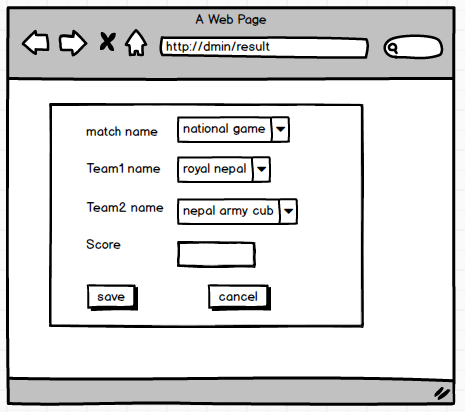 A Web Page
http://dmin/result
match name national game
Team1 name royal nepal
Team2 name nepal army cub
Score
save cancel